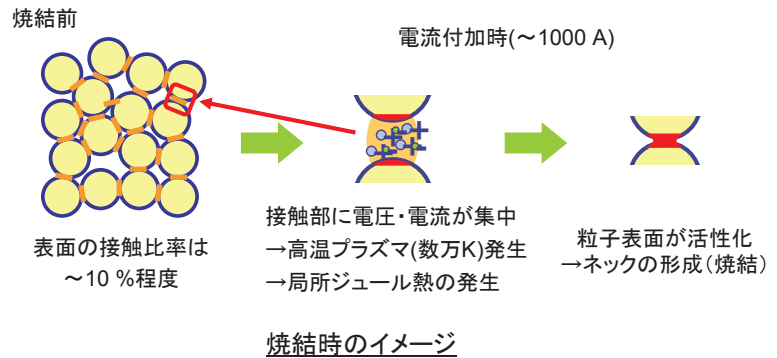 焼結前
電流付加時(～1000 A)
表面の接触比率は
～10 %程度
接触部に電圧・電流が集中
→高温プラズマ(数万K)発生
→局所ジュール熱の発生
粒子表面が活性化
→ネックの形成(焼結)
焼結時のイメージ